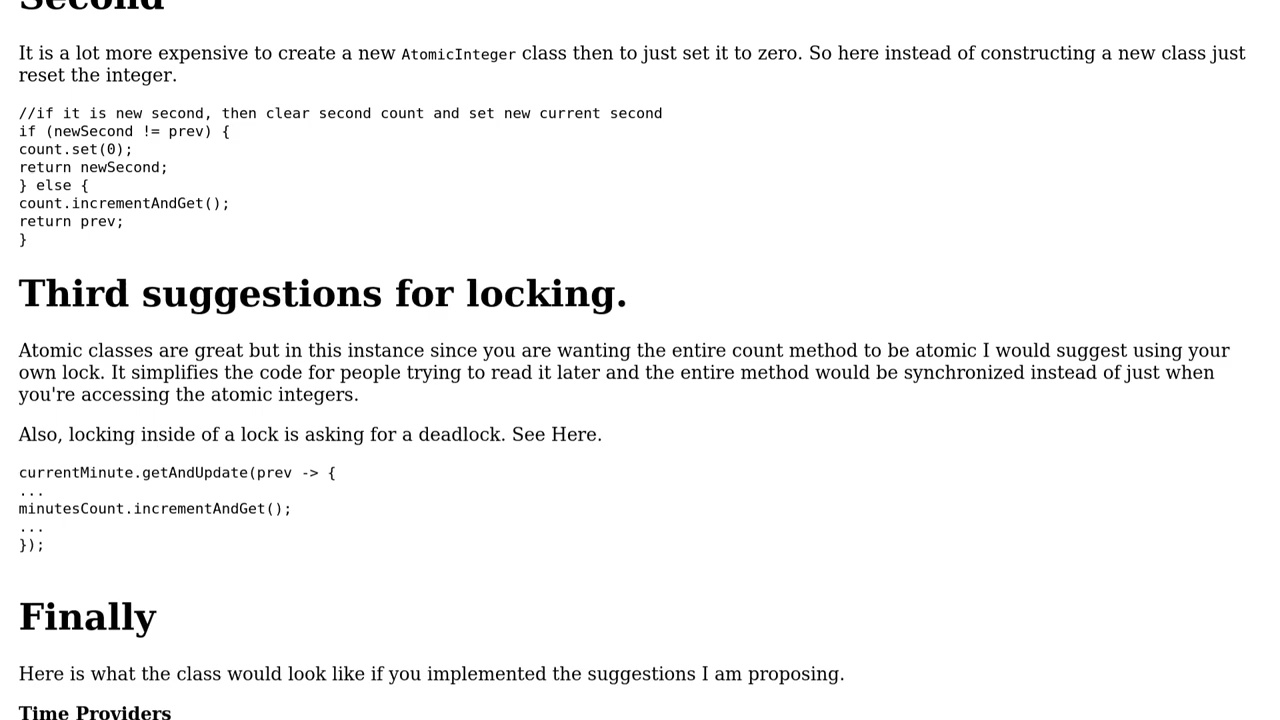 Second
It is a lot more expensive to create a new AtomicInteger class then to just set it to zero. So here instead of constructing a new class just
reset the integer.
//if it is new second, then clear second count and set new current second
if (newSecond != prev) {
count.set(0);
return newSecond;
} else {
count.incrementAndGet();
return prev;
}
Third suggestions for locking.
Atomic classes are great but in this instance since you are wanting the entire count method to be atomic I would suggest using your
own lock. It simplifies the code for people trying to read it later and the entire method would be synchronized instead of just when
you're accessing the atomic integers.
Also, locking inside of a lock is asking for a deadlock. See Here.
currentMinute.getAndUpdate(prev -> {
...
minutesCount.incrementAndGet();
...
});
Finally
Here is what the class would look like if you implemented the suggestions I am proposing.
Time Providers